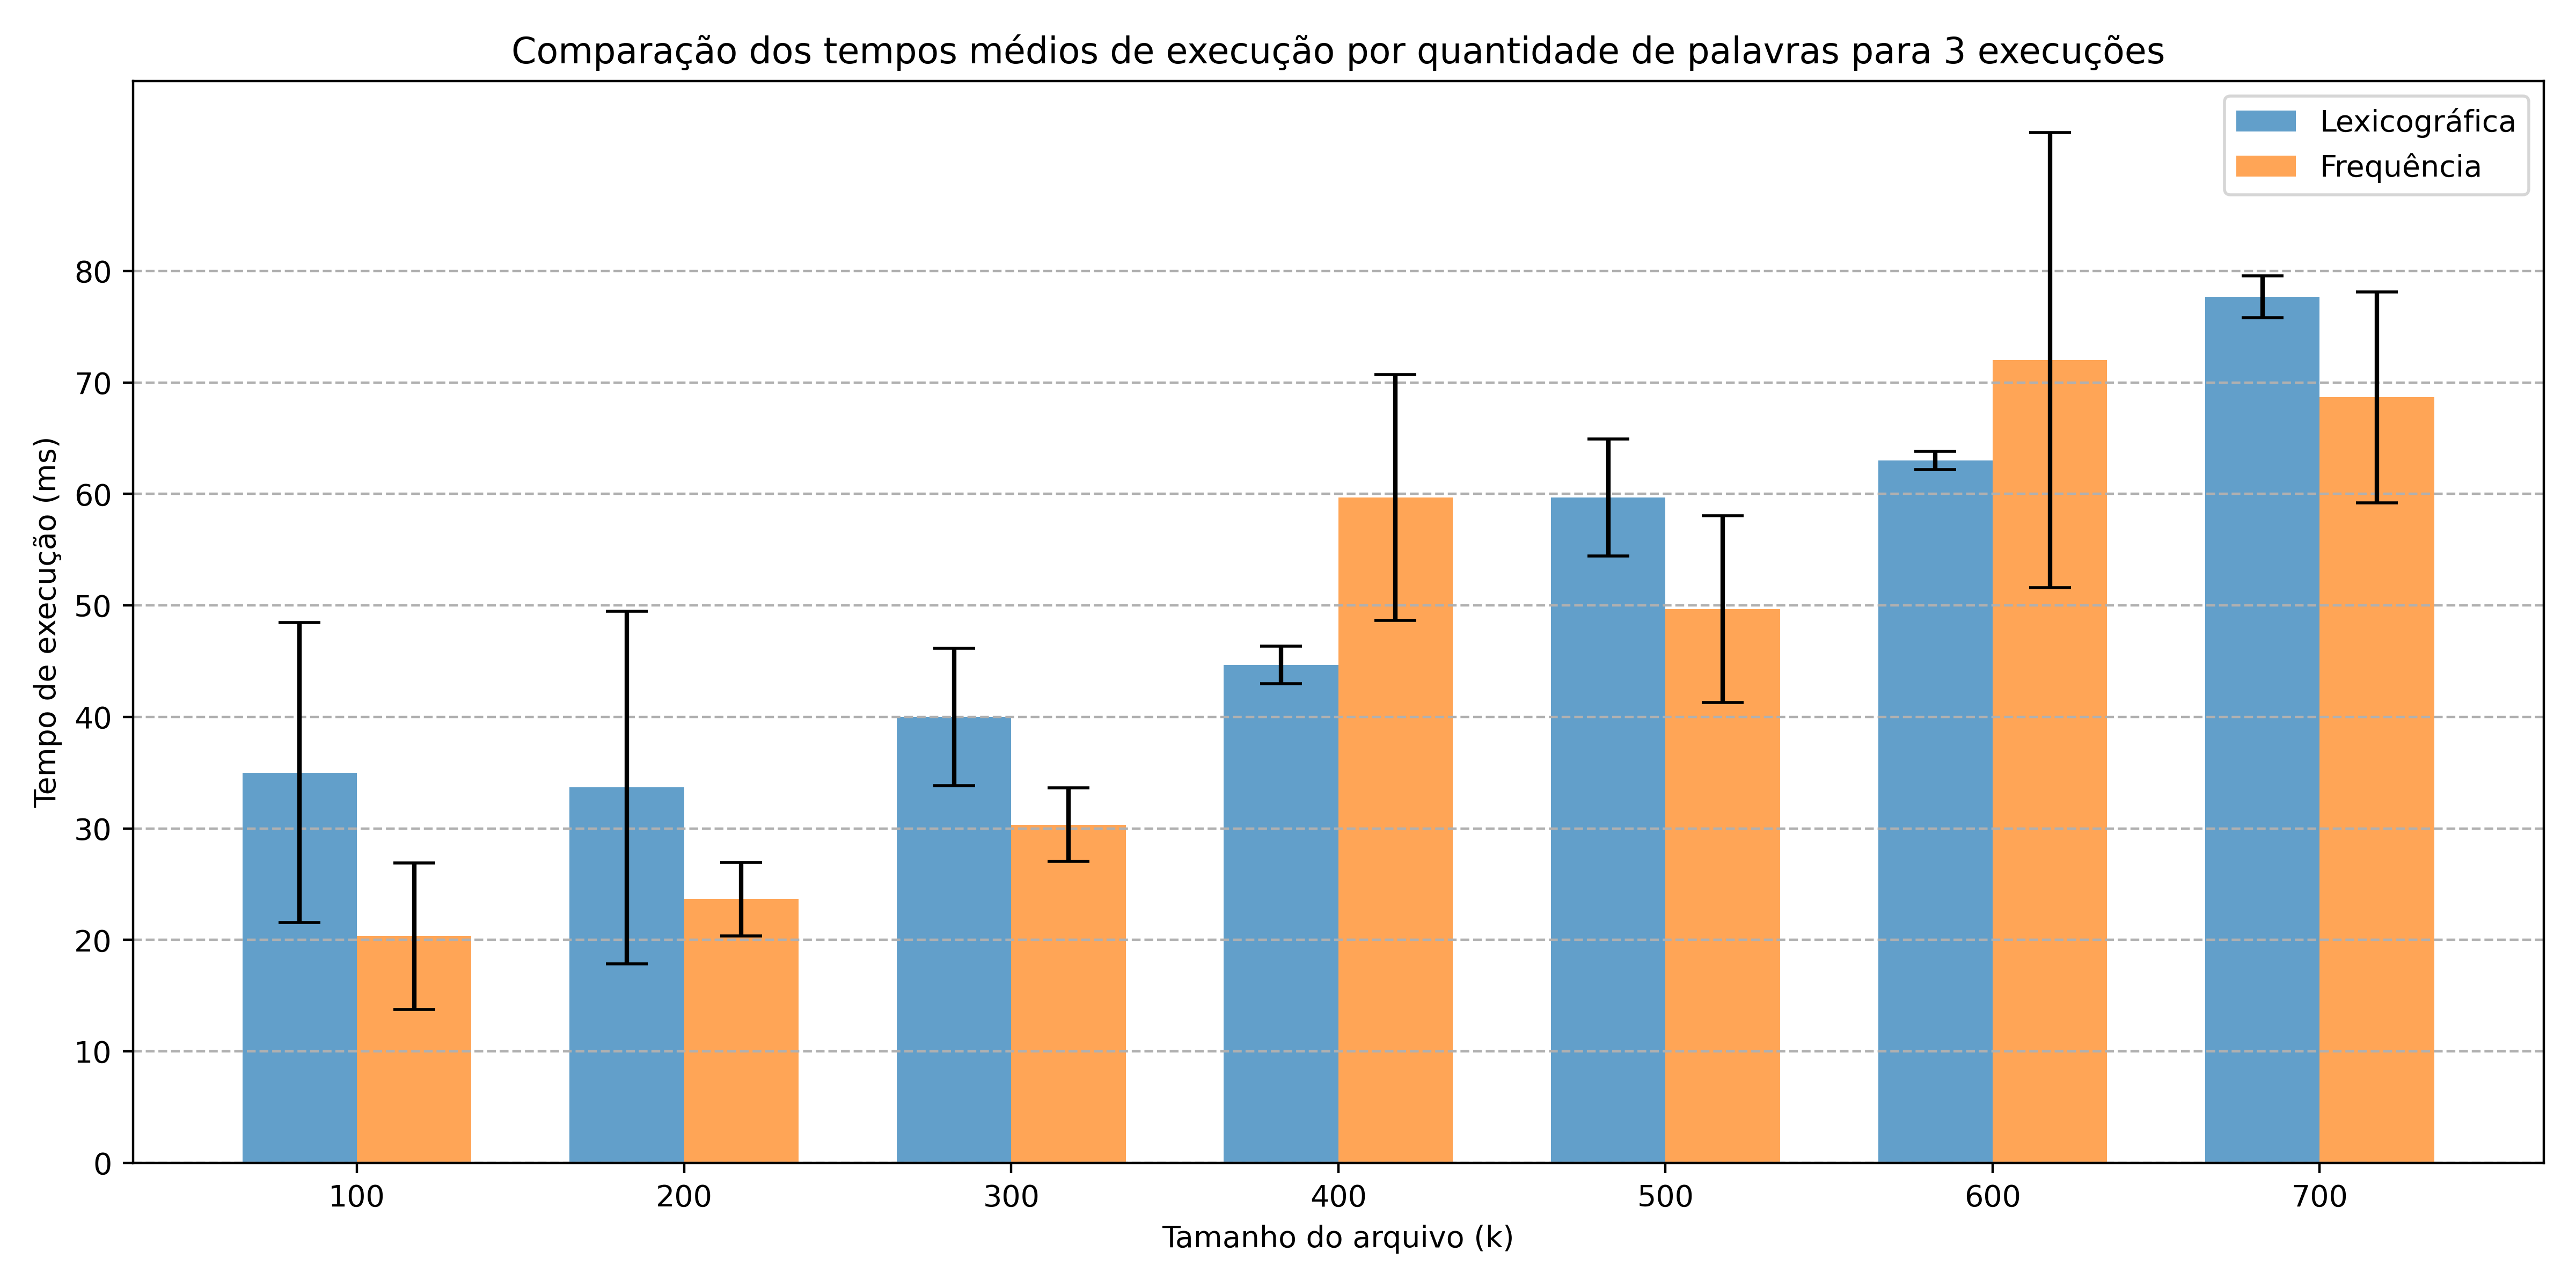 Comparação dos tempos médios de execução por quantidade de palavras para 3 execuções
Lexicográfica
Frequência
Tempo de execução (ms)
80
70
60
50
40
30
20
10
0
100 200 300 400 500 600 700
Tamanho do arquivo (k)